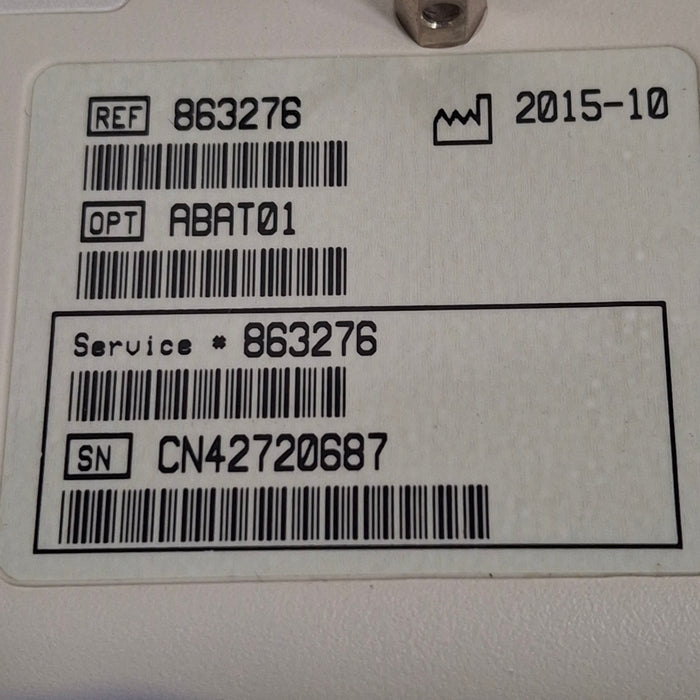 REF 863276
2015-10
OPT ABAT01
Service # 863276
SN CN42720687